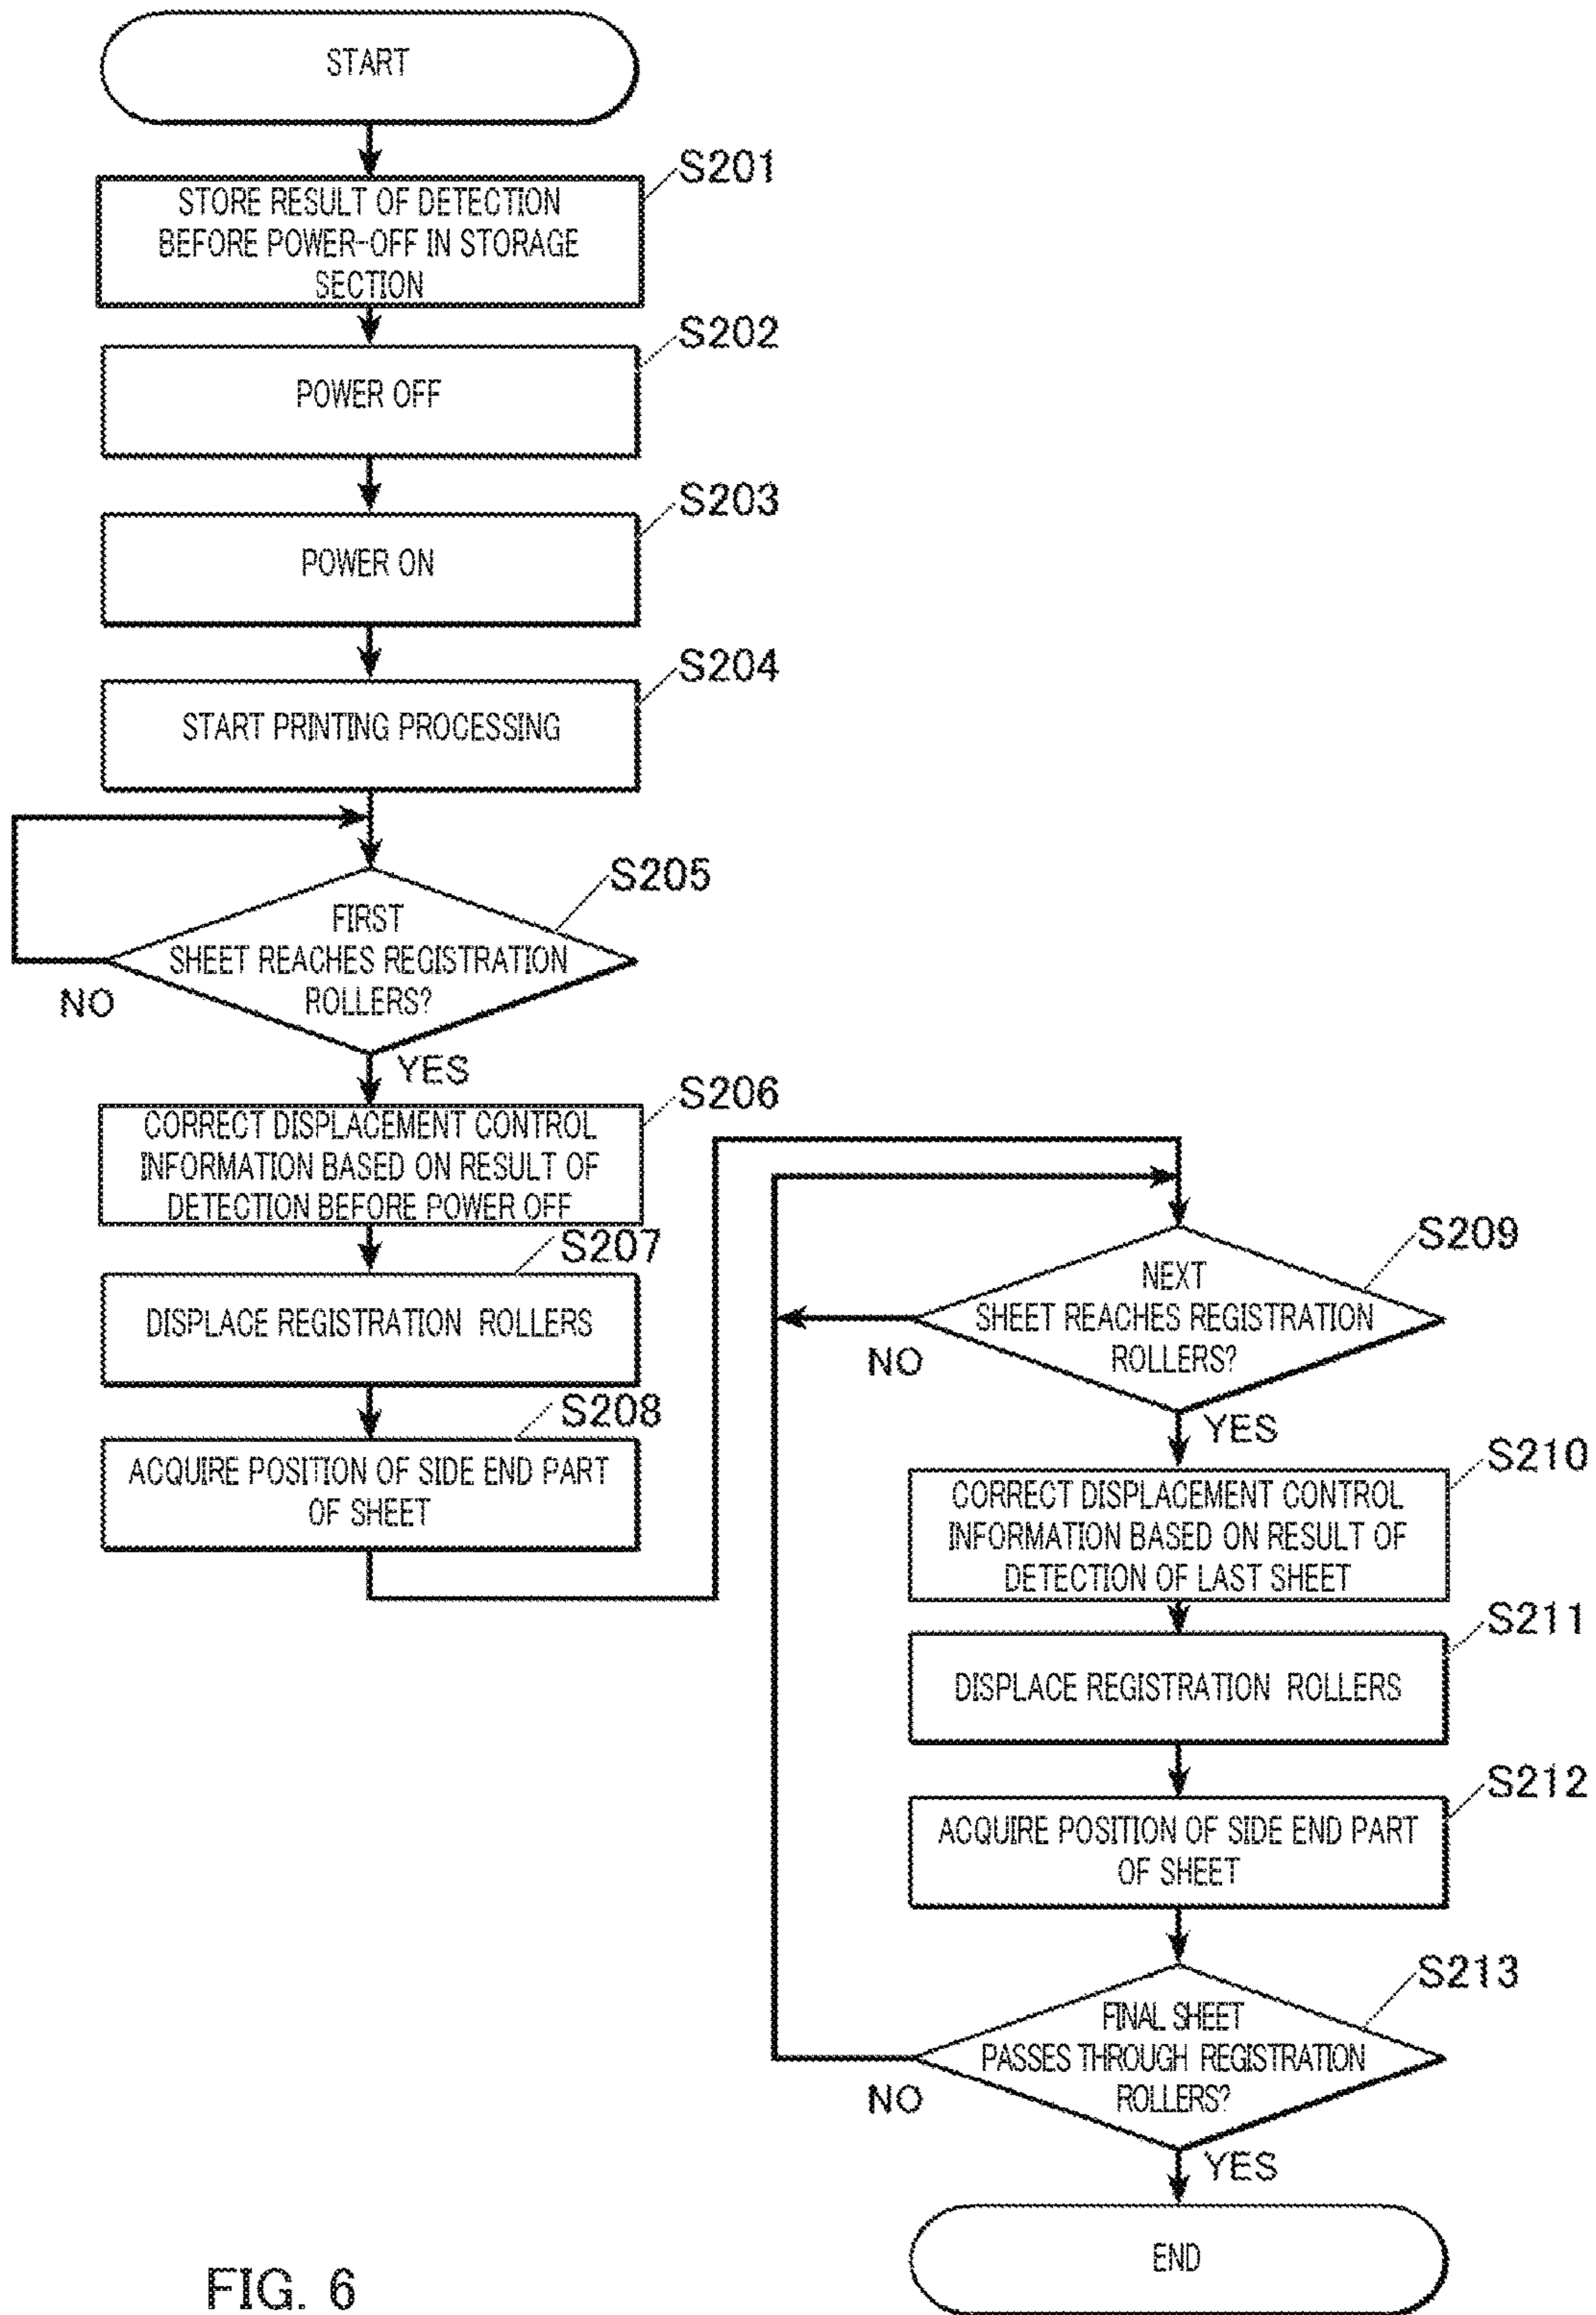 START
S201
STORE RESULT OF DETECTION
BEFORE POWER-OFF IN STORAGE
SECTION
S202
POWER OFF
S203
POWER ON
S204
START PRINTING PROCESSING
S205
FIRST
SHEET REACHES REGISTRATION
ROLLERS?
NO
YES
S206
CORRECT DISPLACEMENT CONTROL
INFORMATION BASED ON RESULT OF
DETECTION BEFORE POWER OFF
S207
DISPLACE REGISTRATION ROLLERS
S208
ACQUIRE POSITION OF SIDE END PART
OF SHEET
S209
NEXT
SHEET REACHES REGISTRATION
ROLLERS?
NO
YES
S210
CORRECT DISPLACEMENT CONTROL
INFORMATION BASED ON RESULT OF
DETECTION OF LAST SHEET
S211
DISPLACE REGISTRATION ROLLERS
S212
ACQUIRE POSITION OF SIDE END PART
OF SHEET
S213
FINAL SHEET
PASSES THROUGH REGISTRATION
ROLLERS?
NO
YES
END
FIG. 6